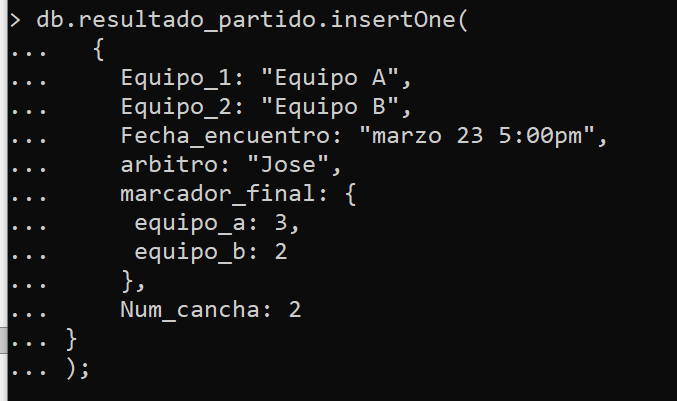 > db.resultado_partido.insertOne(
...   {
...     Equipo_1: "Equipo A",
...     Equipo_2: "Equipo B",
...     Fecha_encuentro: "marzo 23 5:00pm",
...     arbitro: "Jose",
...     marcador_final: {
...      equipo_a: 3,
...      equipo_b: 2
...     },
...     Num_cancha: 2
... }
... );